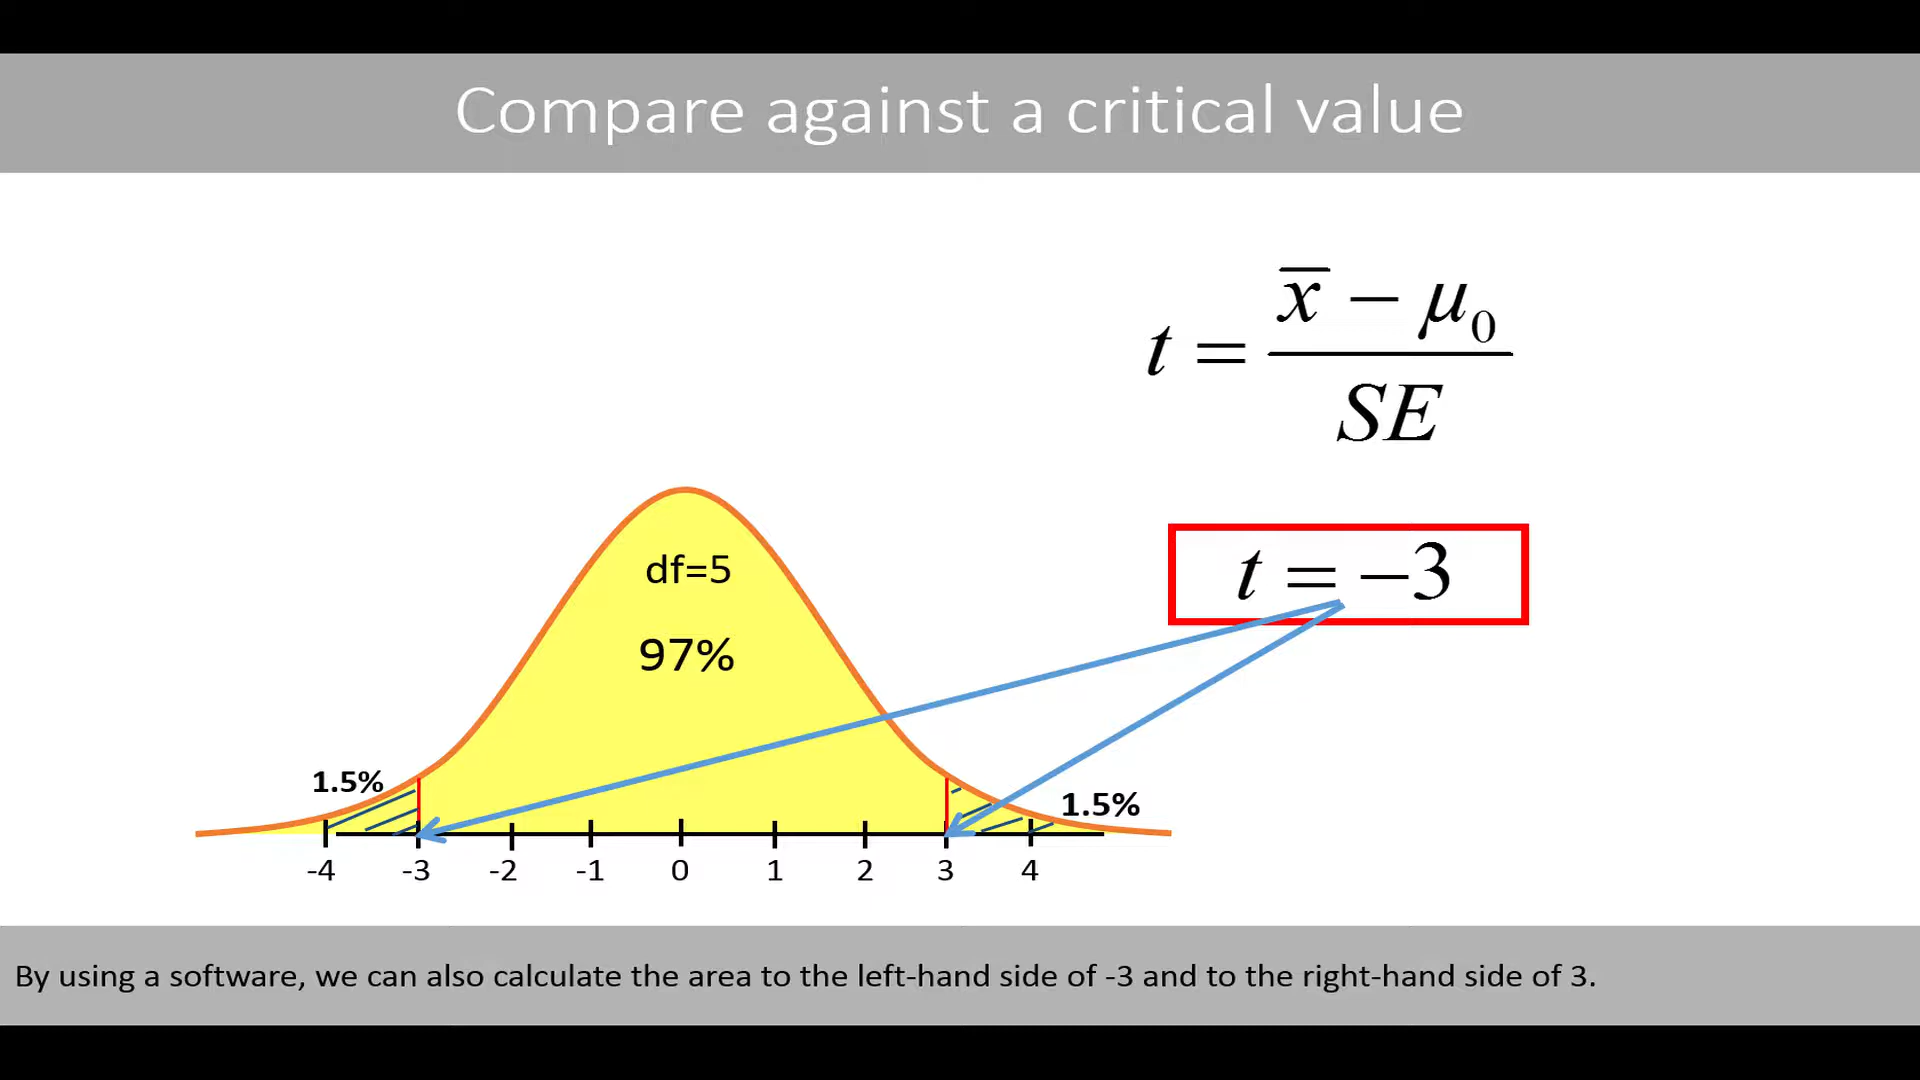 Compare against a critical value
t = x̄ − μ₀ / SE
t = −3
df=5
97%
1.5%
1.5%
-4 -3 -2 -1 0 1 2 3 4
By using a software, we can also calculate the area to the left-hand side of -3 and to the right-hand side of 3.